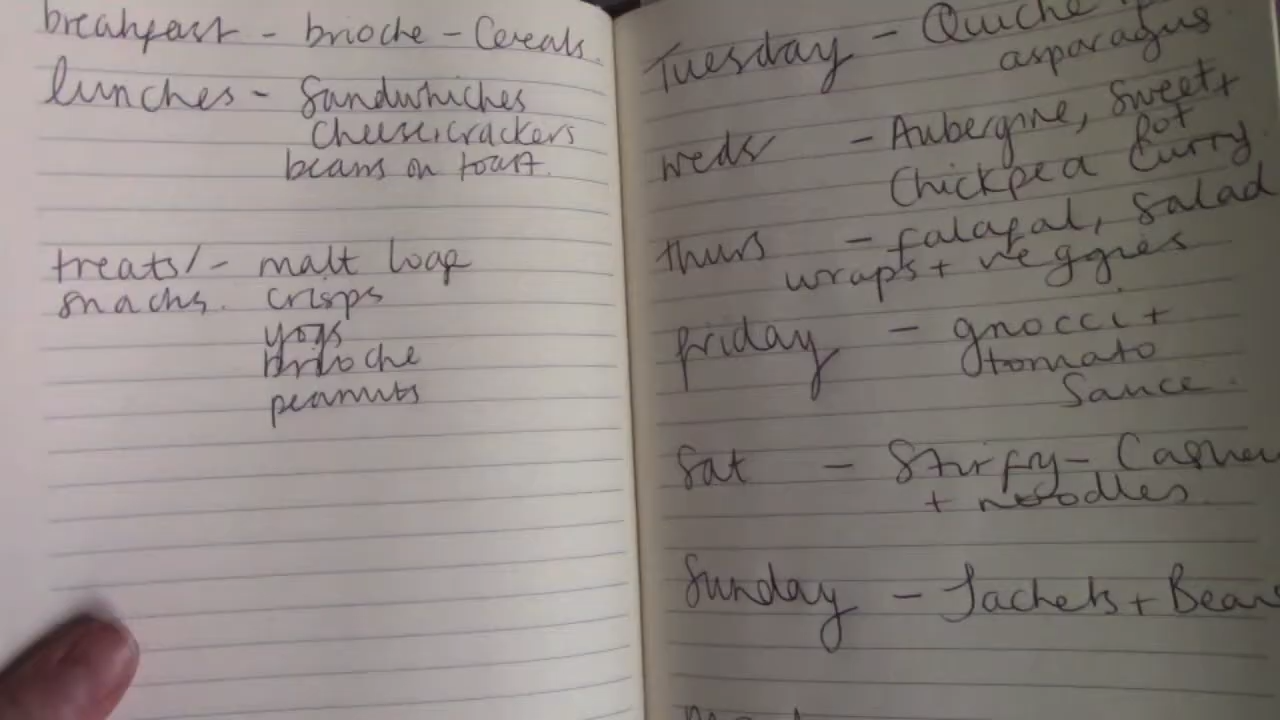 breakfast - brioche - Cereals.
lunches - Sandwhiches
Cheese+crackers
beans on toast.
treats/ - malt loaf
snacks. crisps
yogs
brioche
peanuts
Tuesday - Quiche
asparagus
weds - Aubergine, Sweet+
Pot
Chickpea Curry
thurs - falafal, Salad
wraps + veggies
friday - gnocci +
tomato
Sauce.
Sat - Stirfry - Cashew
+ noodles
Sunday - Jackets + Bean